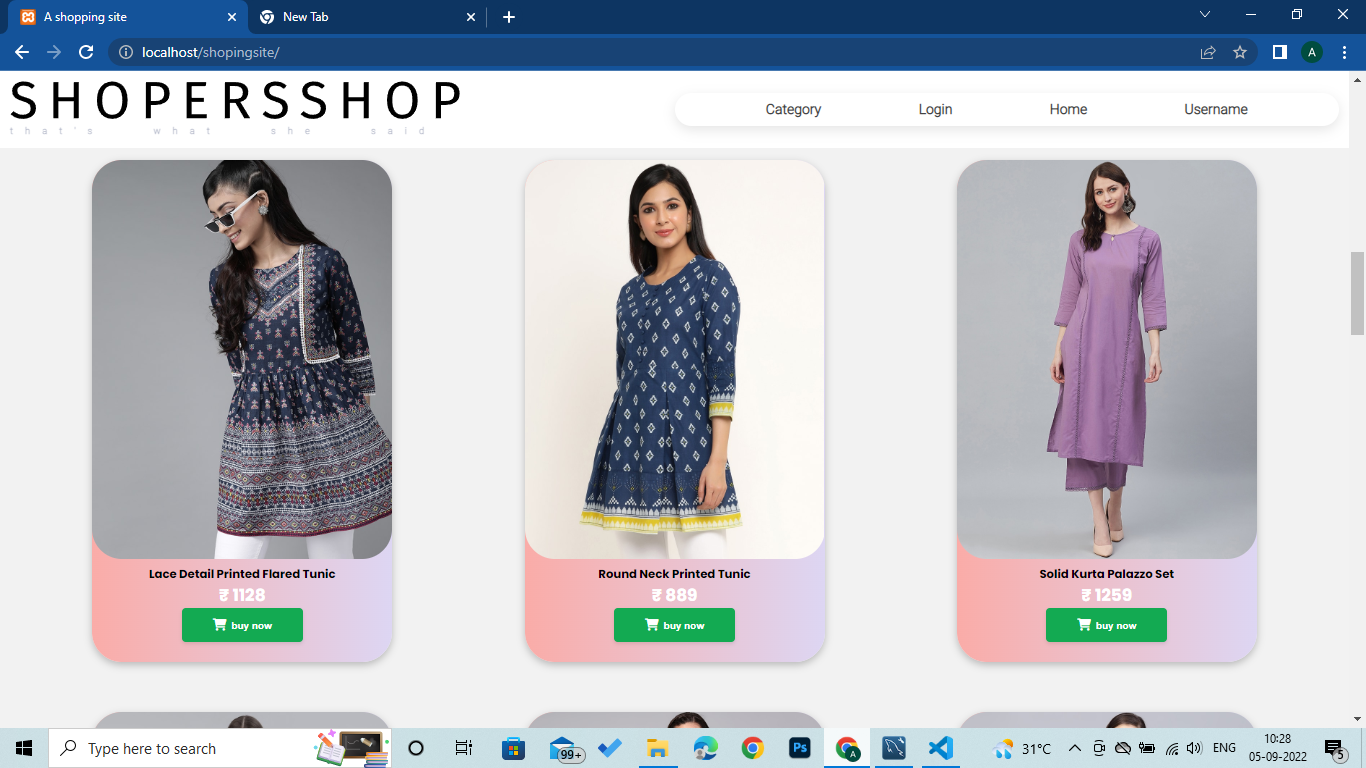 A shopping site
New Tab
localhost/shopingsite/
A
SHOPERSSHOP
that's what she said
Category
Login
Home
Username
Lace Detail Printed Flared Tunic
₹ 1128
buy now
Round Neck Printed Tunic
₹ 889
buy now
Solid Kurta Palazzo Set
₹ 1259
buy now
Type here to search
99+
Ps
A
31°C
ENG
10:28
05-09-2022
5